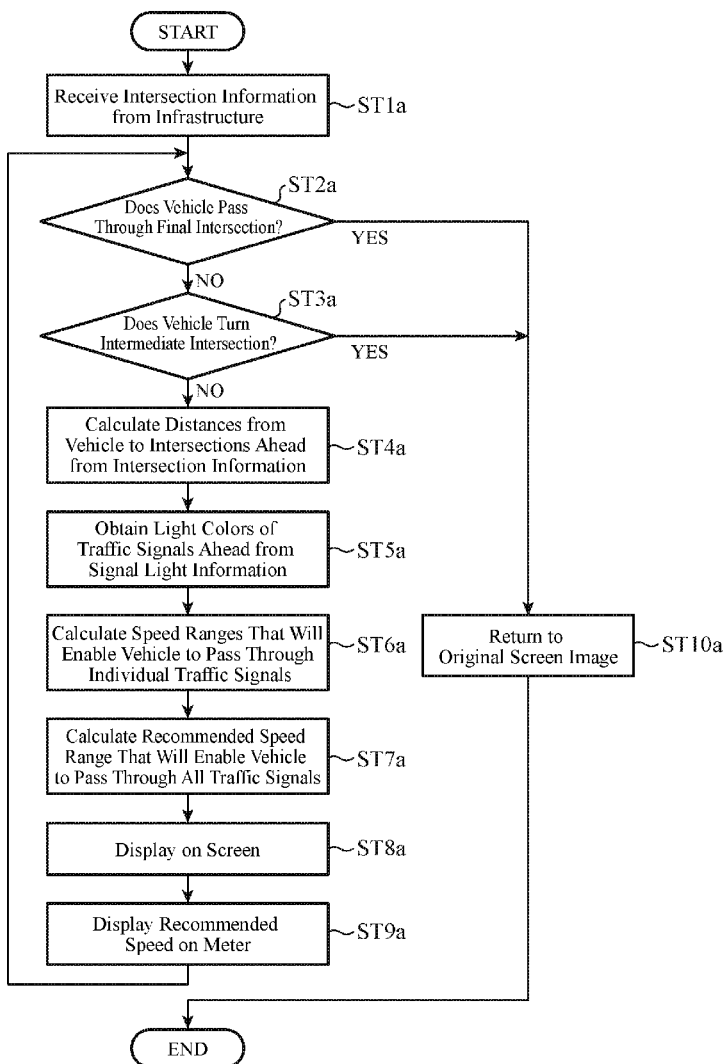 START
Receive Intersection Information
from Infrastructure
ST1a
ST2a
Does Vehicle Pass
Through Final Intersection?
YES
NO
ST3a
Does Vehicle Turn
Intermediate Intersection?
YES
NO
Calculate Distances from
Vehicle to Intersections Ahead
from Intersection Information
ST4a
Obtain Light Colors of
Traffic Signals Ahead from
Signal Light Information
ST5a
Calculate Speed Ranges That Will
Enable Vehicle to Pass Through
Individual Traffic Signals
ST6a
Return to
Original Screen Image
ST10a
Calculate Recommended Speed
Range That Will Enable Vehicle
to Pass Through All Traffic Signals
ST7a
Display on Screen
ST8a
Display Recommended
Speed on Meter
ST9a
END